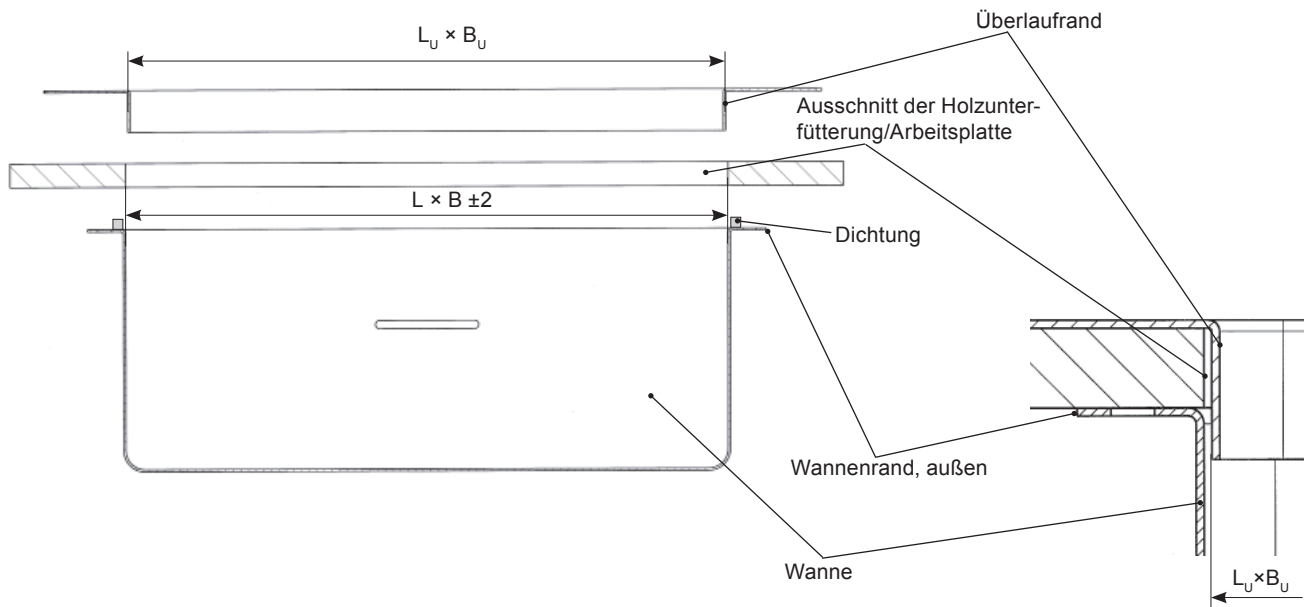 L_U × B_U
Überlaufrand
Ausschnitt der Holzunter-
fütterung/Arbeitsplatte
L × B ±2
Dichtung
Wannenrand, außen
Wanne
L_U×B_U